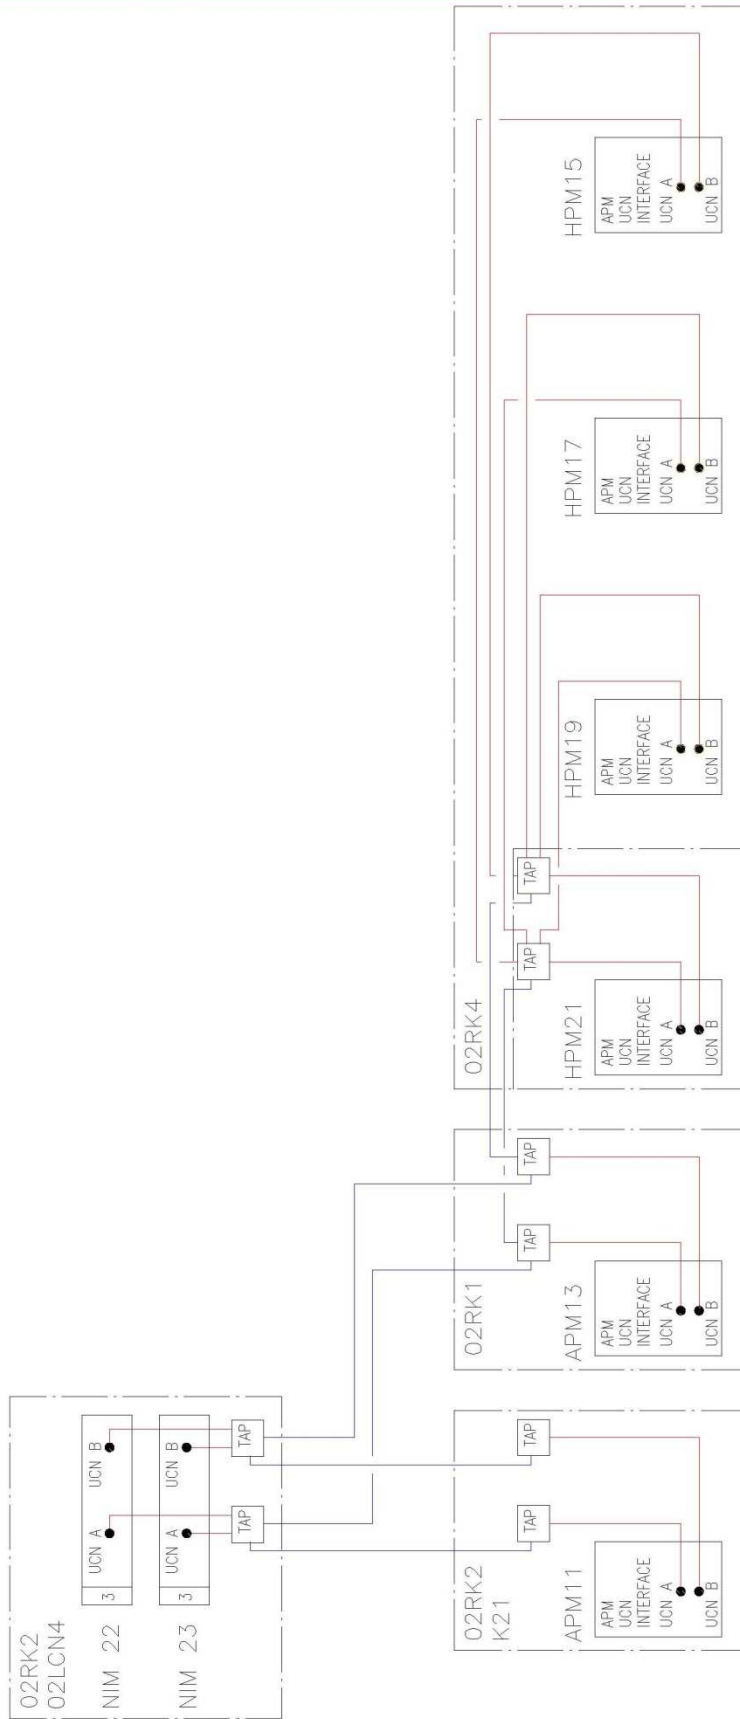 02RK2
02LCN4
NIM 22
3
UCN A
UCN B
NIM 23
3
UCN A
UCN B
TAP
TAP
02RK2
K21
TAP
TAP
APM11
APM
UCN
INTERFACE
UCN A
UCN B
02RK1
TAP
TAP
APM13
APM
UCN
INTERFACE
UCN A
UCN B
02RK4
TAP
TAP
HPM21
APM
UCN
INTERFACE
UCN A
UCN B
HPM19
APM
UCN
INTERFACE
UCN A
UCN B
HPM17
APM
UCN
INTERFACE
UCN A
UCN B
HPM15
APM
UCN
INTERFACE
UCN A
UCN B